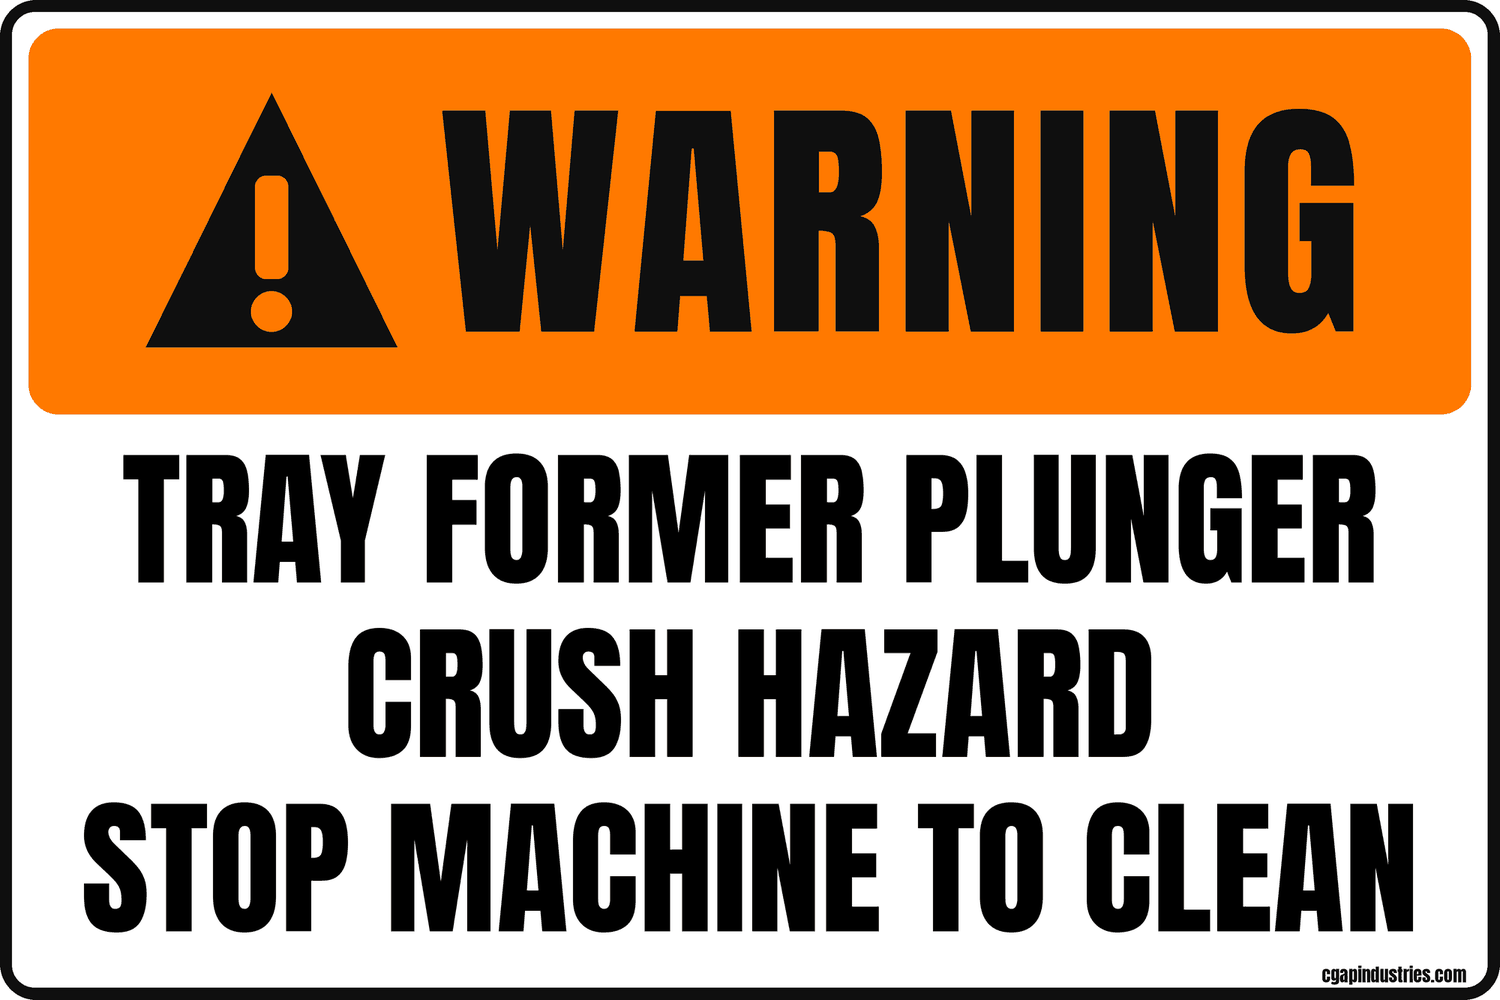 WARNING
TRAY FORMER PLUNGER
CRUSH HAZARD
STOP MACHINE TO CLEAN
cgapindustries.com